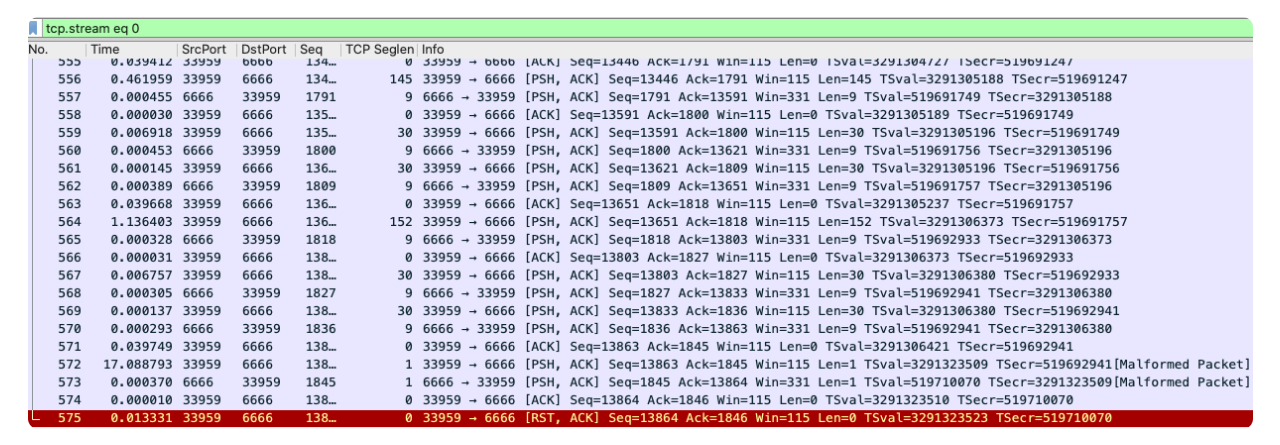 tcp.stream eq 0
No. Time SrcPort DstPort Seq TCP Seglen Info
555 0.039412 33959 6666 134… 0 33959 → 6666 [ACK] Seq=13446 Ack=1791 Win=115 Len=0 TSval=3291304727 TSecr=519691247
556 0.461959 33959 6666 134… 145 33959 → 6666 [PSH, ACK] Seq=13446 Ack=1791 Win=115 Len=145 TSval=3291305188 TSecr=519691247
557 0.000455 6666 33959 1791 9 6666 → 33959 [PSH, ACK] Seq=1791 Ack=13591 Win=331 Len=9 TSval=519691749 TSecr=3291305188
558 0.000030 33959 6666 135… 0 33959 → 6666 [ACK] Seq=13591 Ack=1800 Win=115 Len=0 TSval=3291305189 TSecr=519691749
559 0.006918 33959 6666 135… 30 33959 → 6666 [PSH, ACK] Seq=13591 Ack=1800 Win=115 Len=30 TSval=3291305196 TSecr=519691749
560 0.000453 6666 33959 1800 9 6666 → 33959 [PSH, ACK] Seq=1800 Ack=13621 Win=331 Len=9 TSval=519691756 TSecr=3291305196
561 0.000145 33959 6666 136… 30 33959 → 6666 [PSH, ACK] Seq=13621 Ack=1809 Win=115 Len=30 TSval=3291305196 TSecr=519691756
562 0.000389 6666 33959 1809 9 6666 → 33959 [PSH, ACK] Seq=1809 Ack=13651 Win=331 Len=9 TSval=519691757 TSecr=3291305196
563 0.039668 33959 6666 136… 0 33959 → 6666 [ACK] Seq=13651 Ack=1818 Win=115 Len=0 TSval=3291305237 TSecr=519691757
564 1.136403 33959 6666 136… 152 33959 → 6666 [PSH, ACK] Seq=13651 Ack=1818 Win=115 Len=152 TSval=3291306373 TSecr=519691757
565 0.000328 6666 33959 1818 9 6666 → 33959 [PSH, ACK] Seq=1818 Ack=13803 Win=331 Len=9 TSval=519692933 TSecr=3291306373
566 0.000031 33959 6666 138… 0 33959 → 6666 [ACK] Seq=13803 Ack=1827 Win=115 Len=0 TSval=3291306373 TSecr=519692933
567 0.006757 33959 6666 138… 30 33959 → 6666 [PSH, ACK] Seq=13803 Ack=1827 Win=115 Len=30 TSval=3291306380 TSecr=519692933
568 0.000305 6666 33959 1827 9 6666 → 33959 [PSH, ACK] Seq=1827 Ack=13833 Win=331 Len=9 TSval=519692941 TSecr=3291306380
569 0.000137 33959 6666 138… 30 33959 → 6666 [PSH, ACK] Seq=13833 Ack=1836 Win=115 Len=30 TSval=3291306380 TSecr=519692941
570 0.000293 6666 33959 1836 9 6666 → 33959 [PSH, ACK] Seq=1836 Ack=13863 Win=331 Len=9 TSval=519692941 TSecr=3291306380
571 0.039749 33959 6666 138… 0 33959 → 6666 [ACK] Seq=13863 Ack=1845 Win=115 Len=0 TSval=3291306421 TSecr=519692941
572 17.088793 33959 6666 138… 1 33959 → 6666 [PSH, ACK] Seq=13863 Ack=1845 Win=115 Len=1 TSval=3291323509 TSecr=519692941[Malformed Packet]
573 0.000370 6666 33959 1845 1 6666 → 33959 [PSH, ACK] Seq=1845 Ack=13864 Win=331 Len=1 TSval=519710070 TSecr=3291323509[Malformed Packet]
574 0.000010 33959 6666 138… 0 33959 → 6666 [ACK] Seq=13864 Ack=1846 Win=115 Len=0 TSval=3291323510 TSecr=519710070
575 0.013331 33959 6666 138… 0 33959 → 6666 [RST, ACK] Seq=13864 Ack=1846 Win=115 Len=0 TSval=3291323523 TSecr=519710070